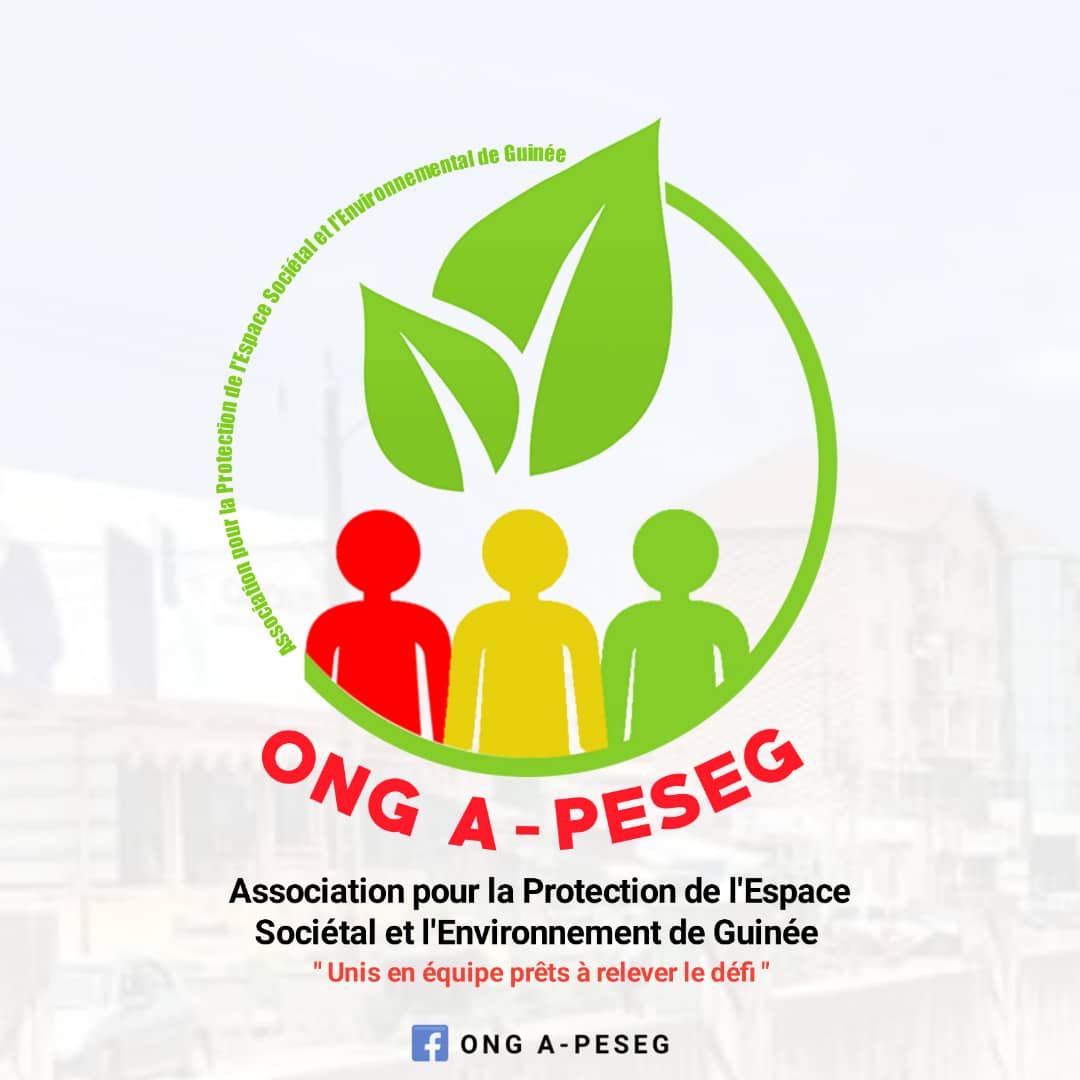 Association pour la Protection de l'Espace Sociétal et l'Environnemental de Guinée
ONG A-PESEG
Association pour la Protection de l'Espace
Sociétal et l'Environnement de Guinée
" Unis en équipe prêts à relever le défi "
f ONG A-PESEG